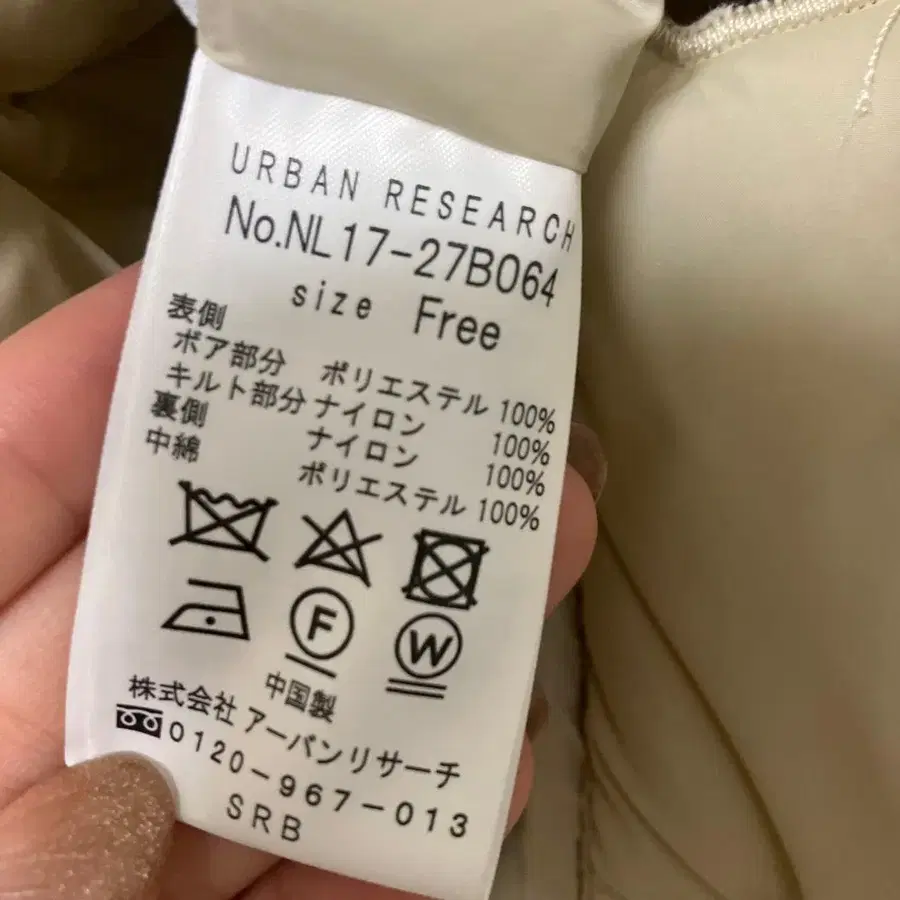 URBAN RESEARCH
No.NL17-27B064
size Free
表側
ボア部分 ポリエステル 100%
キルト部分 ナイロン 100%
裏側 ナイロン 100%
中綿 ポリエステル 100%
F
W
中国製
株式会社 アーバンリサーチ
0120-967-013
SRB